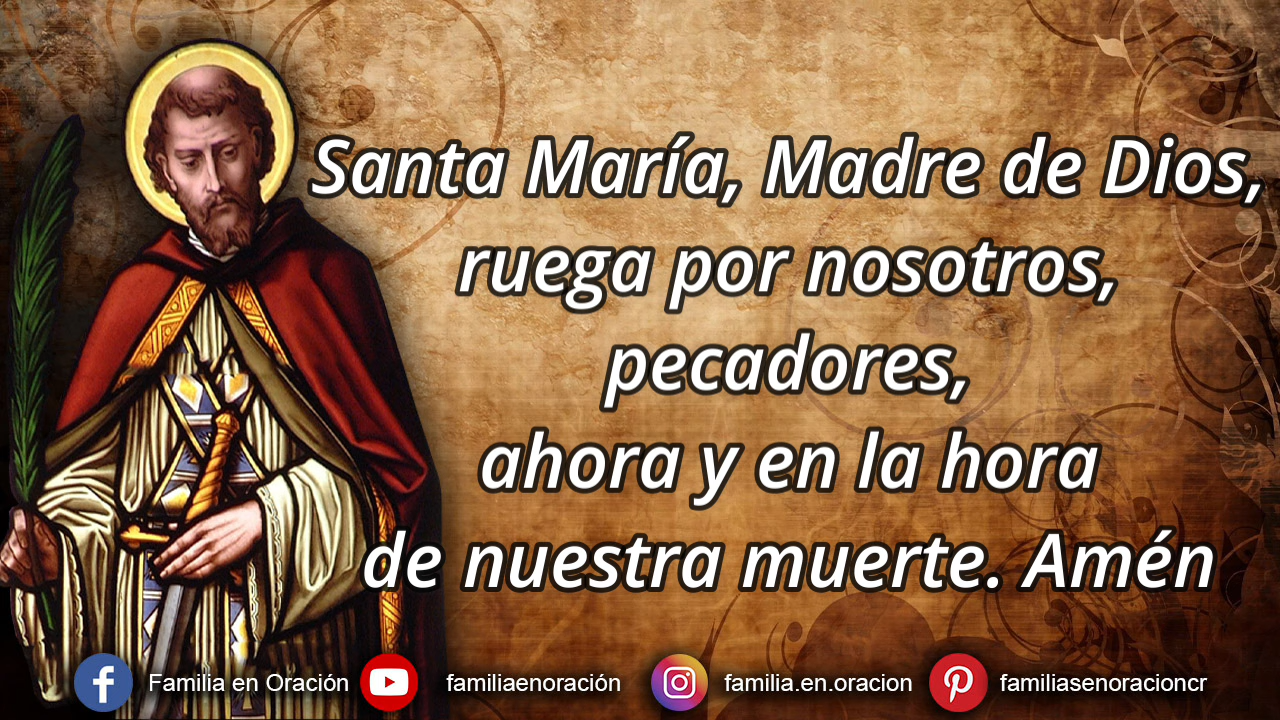 Santa María, Madre de Dios,
ruega por nosotros,
pecadores,
ahora y en la hora
de nuestra muerte. Amén
Familia en Oración familiaenoración familia.en.oracion familiasenoracioncr